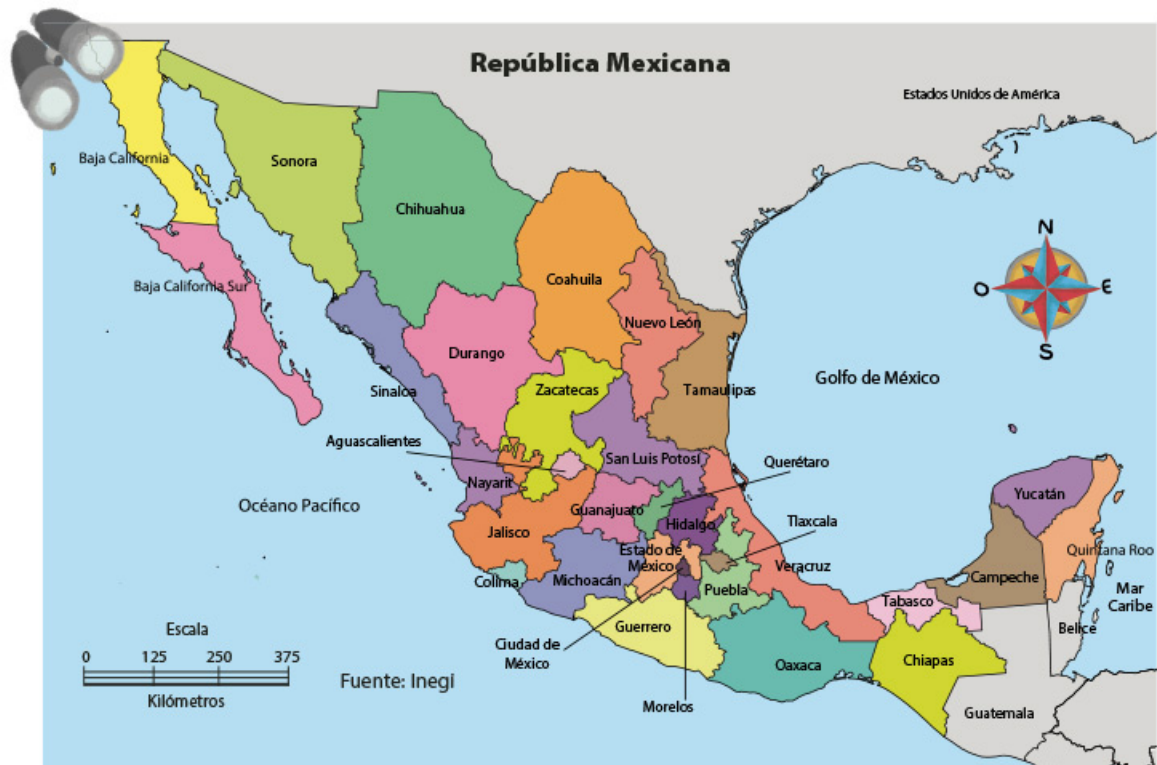 República Mexicana
Estados Unidos de América
Baja California
Sonora
Chihuahua
N
O
E
S
Coahuila
Baja California Sur
Nuevo León
Durango
Golfo de México
Sinaloa
Zacatecas
Tamaulipas
Aguascalientes
San Luis Potosí
Querétaro
Nayarit
Yucatán
Océano Pacífico
Guanajuato
Hidalgo
Tlaxcala
Jalisco
Estado de
México
Quintana Roo
Colima
Michoacán
Veracruz
Campeche
Puebla
Mar
Caribe
Tabasco
Escala
Guerrero
Belice
0 125 250 375
Kilómetros
Ciudad de
México
Oaxaca
Chiapas
Fuente: Inegi
Morelos
Guatemala